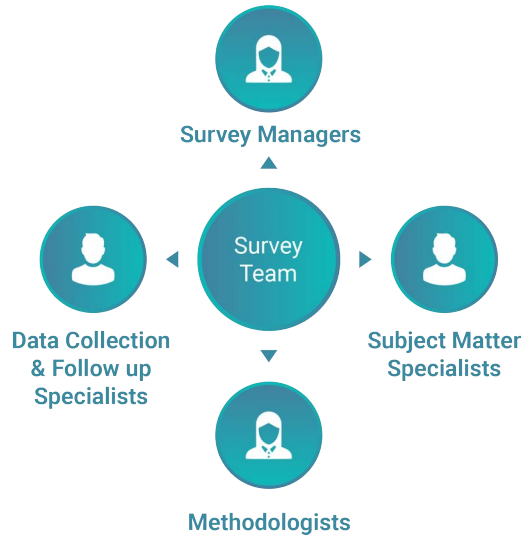 Survey Managers
Survey
Team
Data Collection
& Follow up
Specialists
Subject Matter
Specialists
Methodologists